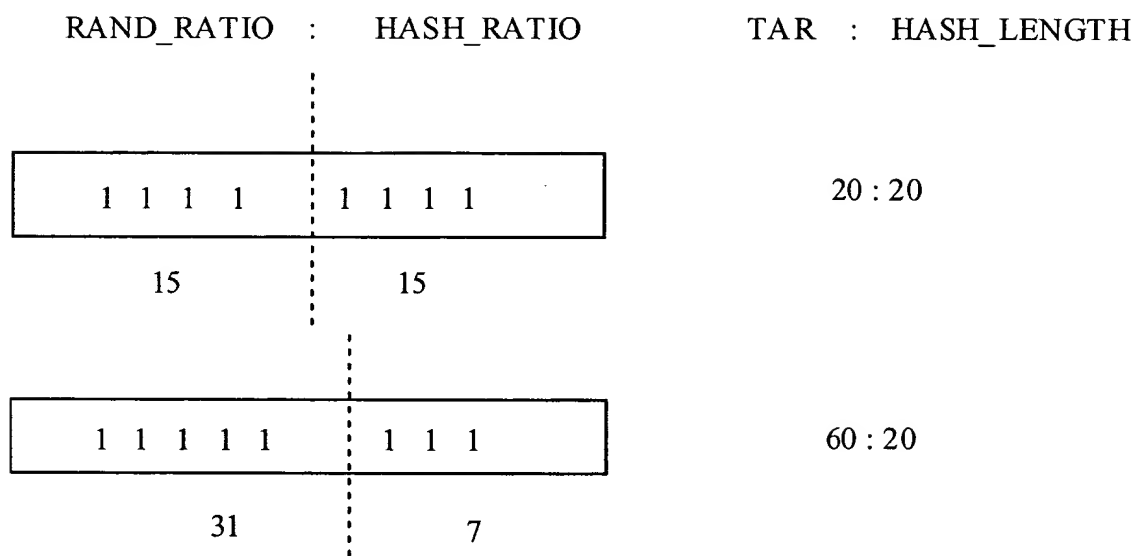 RAND_RATIO : HASH_RATIO TAR : HASH_LENGTH
1 1 1 1 1 1 1 1 20 : 20
15 15
1 1 1 1 1 1 1 1 60 : 20
31 7